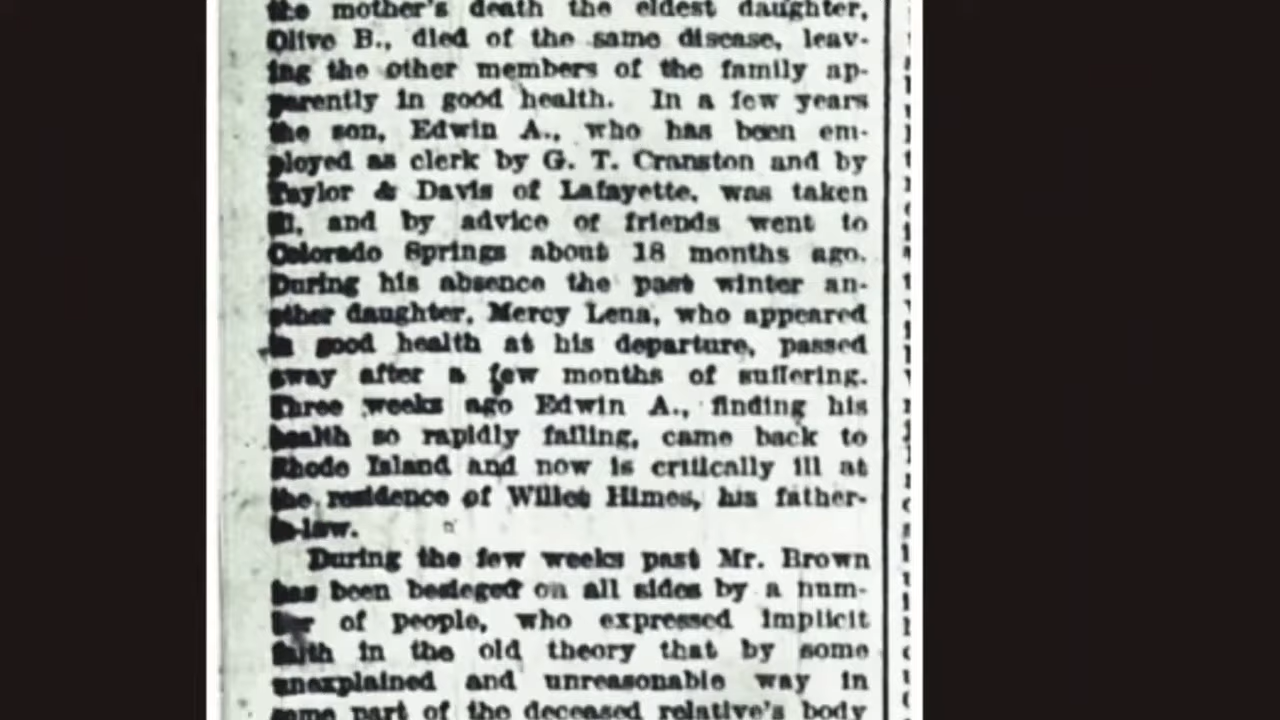 the mother's death the eldest daughter,
Olive B., died of the same disease, leav-
ing the other members of the family ap-
parently in good health. In a few years
the son, Edwin A., who has been em-
ployed as clerk by G. T. Cranston and by
Taylor & Davis of Lafayette, was taken
ill, and by advice of friends went to
Colorado Springs about 18 months ago.
During his absence the past winter an-
other daughter, Mercy Lena, who appeared
in good health at his departure, passed
away after a few months of suffering.
Three weeks ago Edwin A., finding his
health so rapidly failing, came back to
Rhode Island and now is critically ill at
the residence of Willet Himes, his father-
in-law.
During the few weeks past Mr. Brown
has been besieged on all sides by a num-
ber of people, who expressed implicit
faith in the old theory that by some
unexplained and unreasonable way in
some part of the deceased relative's body